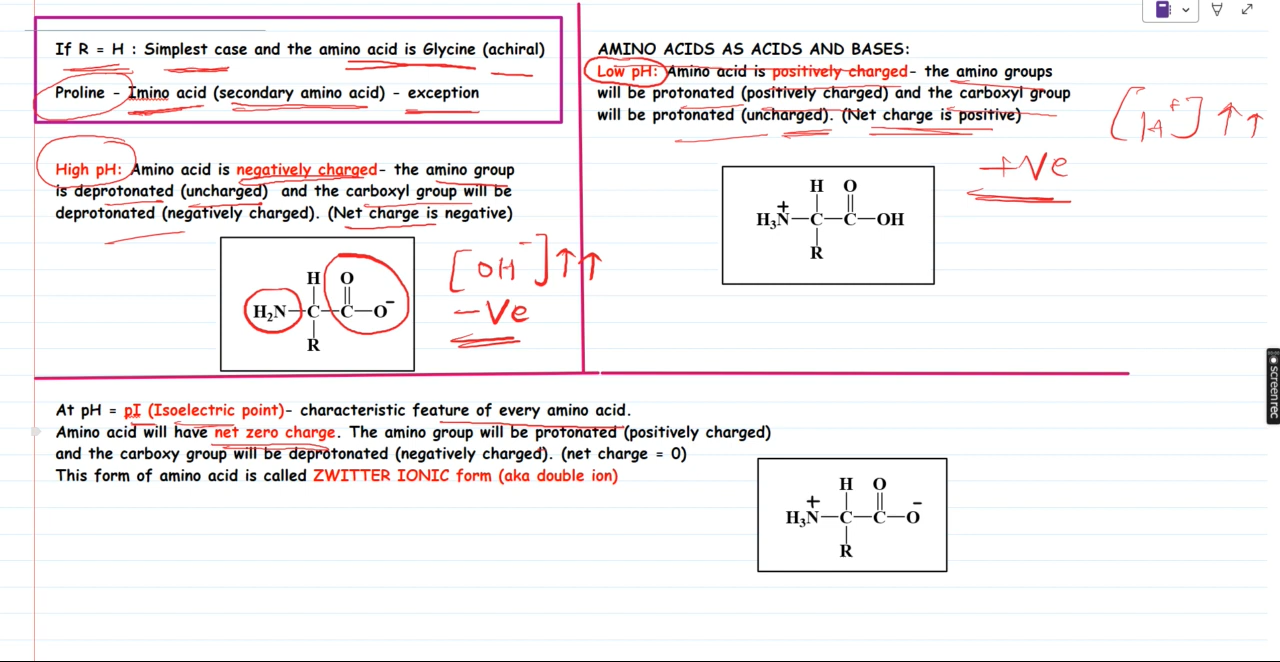 If R = H : Simplest case and the amino acid is Glycine (achiral)
Proline - Imino acid (secondary amino acid) - exception
High pH: Amino acid is negatively charged- the amino group
is deprotonated (uncharged) and the carboxyl group will be
deprotonated (negatively charged). (Net charge is negative)
H O
H₂N—C—C—O⁻
R
[OH⁻] ↑↑
-Ve
AMINO ACIDS AS ACIDS AND BASES:
Low pH: Amino acid is positively charged- the amino groups
will be protonated (positively charged) and the carboxyl group
will be protonated (uncharged). (Net charge is positive)
[H⁺] ↑↑
+Ve
H O
H₃N⁺—C—C—OH
R
At pH = pI (Isoelectric point)- characteristic feature of every amino acid.
Amino acid will have net zero charge. The amino group will be protonated (positively charged)
and the carboxy group will be deprotonated (negatively charged). (net charge = 0)
This form of amino acid is called ZWITTER IONIC form (aka double ion)
H O
H₃N⁺—C—C—O⁻
R
screenrec